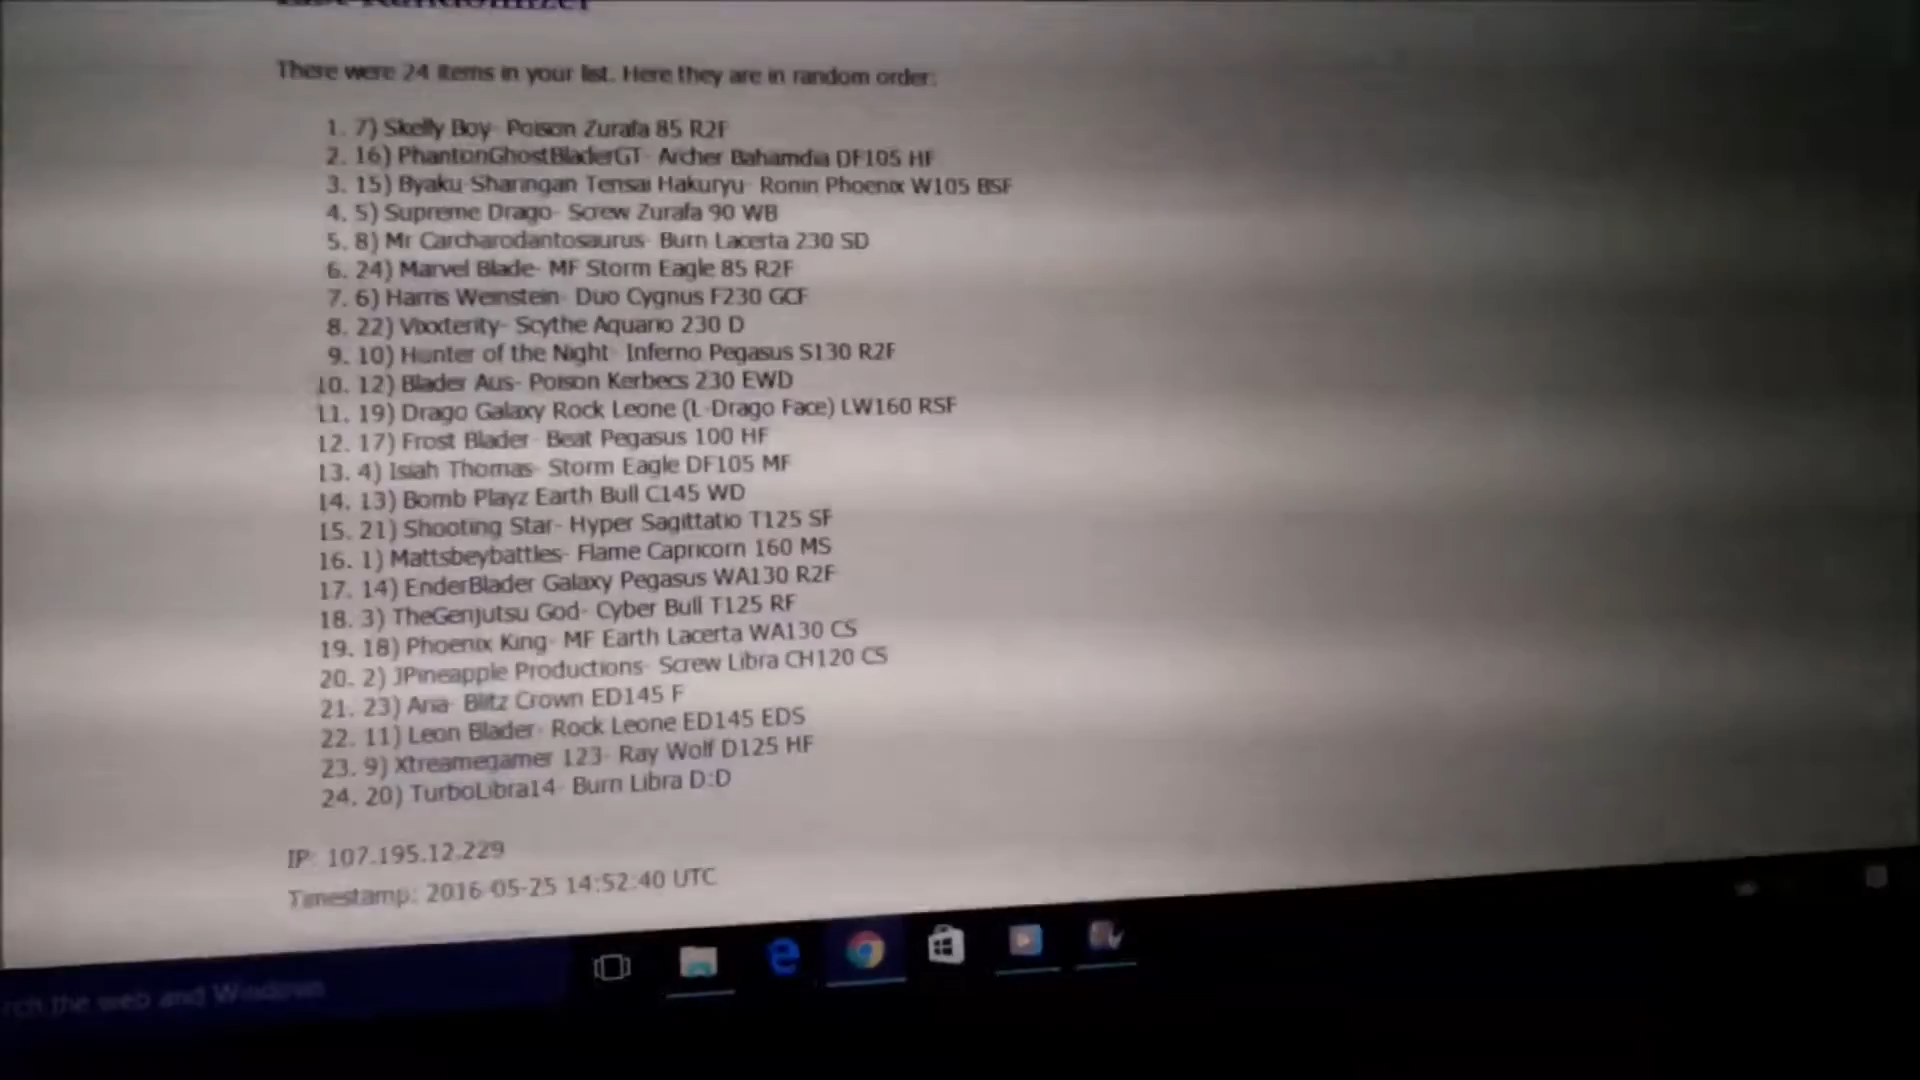 List Randomizer
There were 24 items in your list. Here they are in random order:
1. 7) Skelly Boy- Poison Zurafa 85 R2F
2. 16) PhantonGhostBladerGT- Archer Bahamdia DF105 HF
3. 15) Byaku-Sharingan Tensai Hakuryu- Ronin Phoenix W105 BSF
4. 5) Supreme Drago- Screw Zurafa 90 WB
5. 8) Mr Carcharodantosaurus- Burn Lacerta 230 SD
6. 24) Marvel Blade- MF Storm Eagle 85 R2F
7. 6) Harris Weinstein- Duo Cygnus F230 GCF
8. 22) Vixxterity- Scythe Aquario 230 D
9. 10) Hunter of the Night- Inferno Pegasus S130 R2F
10. 12) Blader Aus- Poison Kerbecs 230 EWD
11. 19) Drago Galaxy Rock Leone (L-Drago Face) LW160 RSF
12. 17) Frost Blader- Beat Pegasus 100 HF
13. 4) Isiah Thomas- Storm Eagle DF105 MF
14. 13) Bomb Playz Earth Bull C145 WD
15. 21) Shooting Star- Hyper Sagittatio T125 SF
16. 1) Mattsbeybattles- Flame Capricorn 160 MS
17. 14) EnderBlader Galaxy Pegasus WA130 R2F
18. 3) TheGenjutsu God- Cyber Bull T125 RF
19. 18) Phoenix King- MF Earth Lacerta WA130 CS
20. 2) JPineapple Productions- Screw Libra CH120 CS
21. 23) Aria- Blitz Crown ED145 F
22. 11) Leon Blader- Rock Leone ED145 EDS
23. 9) Xtreamegamer 123- Ray Wolf D125 HF
24. 20) TurboLibra14- Burn Libra D:D
IP: 107.195.12.229
Timestamp: 2016-05-25 14:52:40 UTC
rch the web and Windows